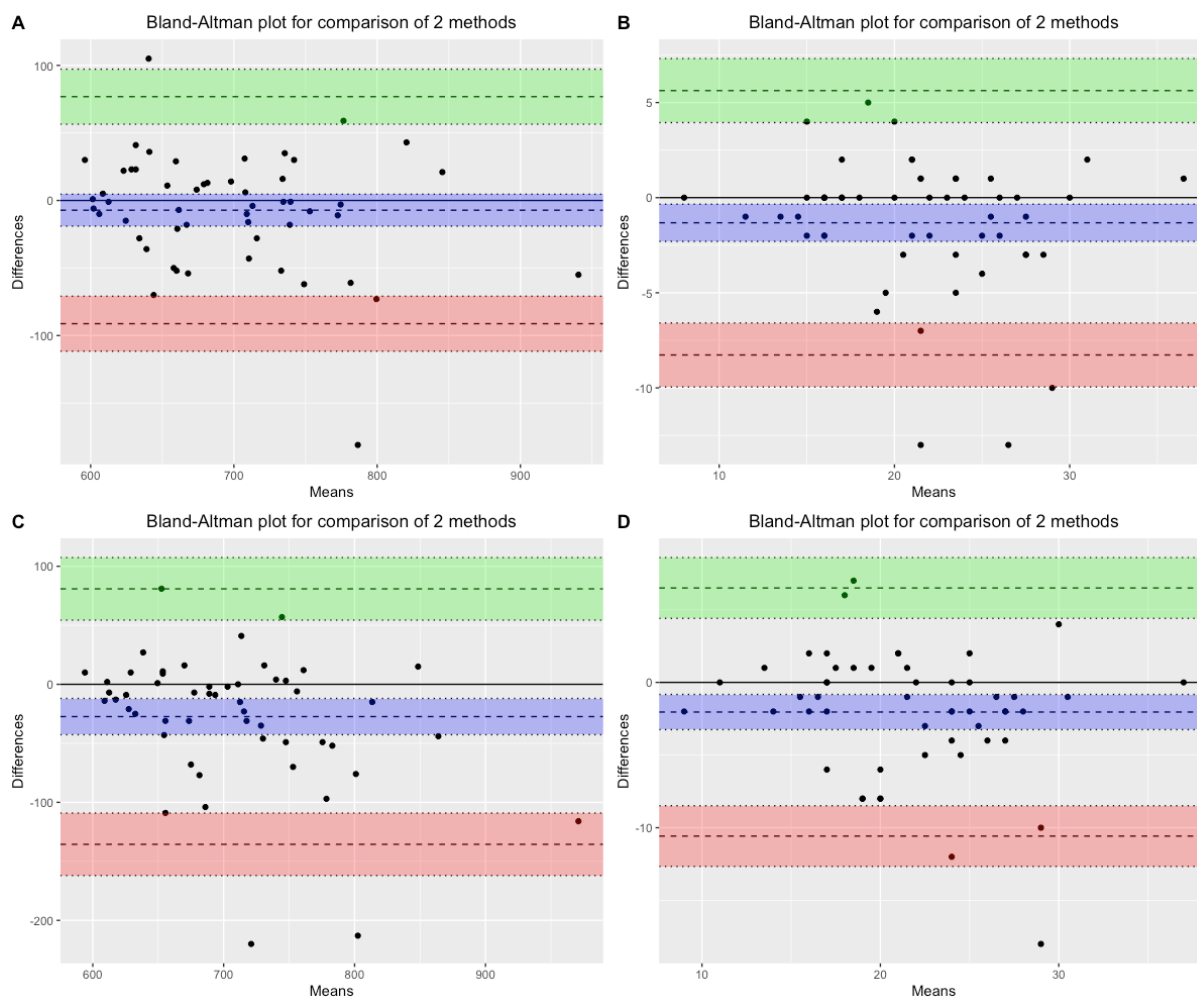 A
Bland-Altman plot for comparison of 2 methods
100
0
-100
Differences
600
700
800
900
Means
B
Bland-Altman plot for comparison of 2 methods
5
0
-5
-10
Differences
10
20
30
Means
C
Bland-Altman plot for comparison of 2 methods
100
0
-100
-200
Differences
600
700
800
900
Means
D
Bland-Altman plot for comparison of 2 methods
0
-10
Differences
10
20
30
Means